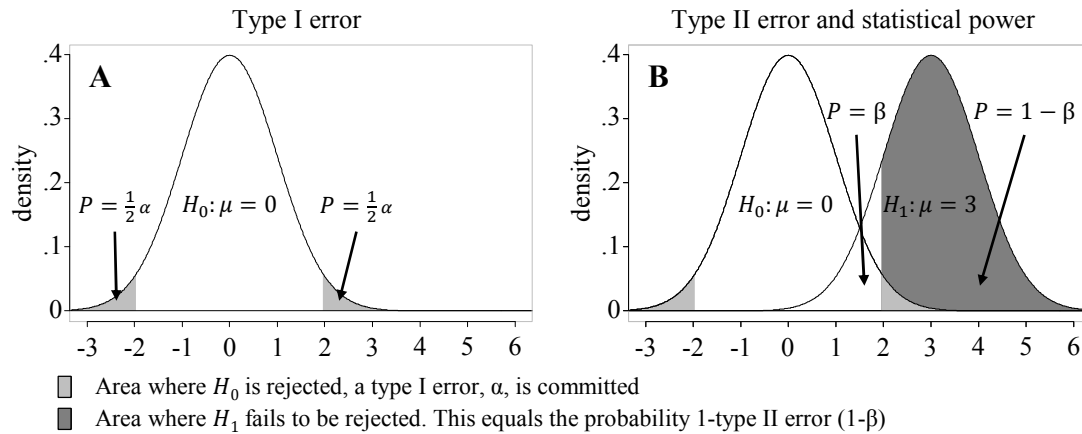 Type I error
A
.4
.3
.2
.1
0
density
P = ½ α
H₀: μ = 0
P = ½ α
-3 -2 -1 0 1 2 3 4 5 6
Type II error and statistical power
B
.4
.3
.2
.1
0
density
P = β
P = 1 − β
H₀: μ = 0
H₁: μ = 3
-3 -2 -1 0 1 2 3 4 5 6
Area where H₀ is rejected, a type I error, α, is committed
Area where H₁ fails to be rejected. This equals the probability 1-type II error (1-β)